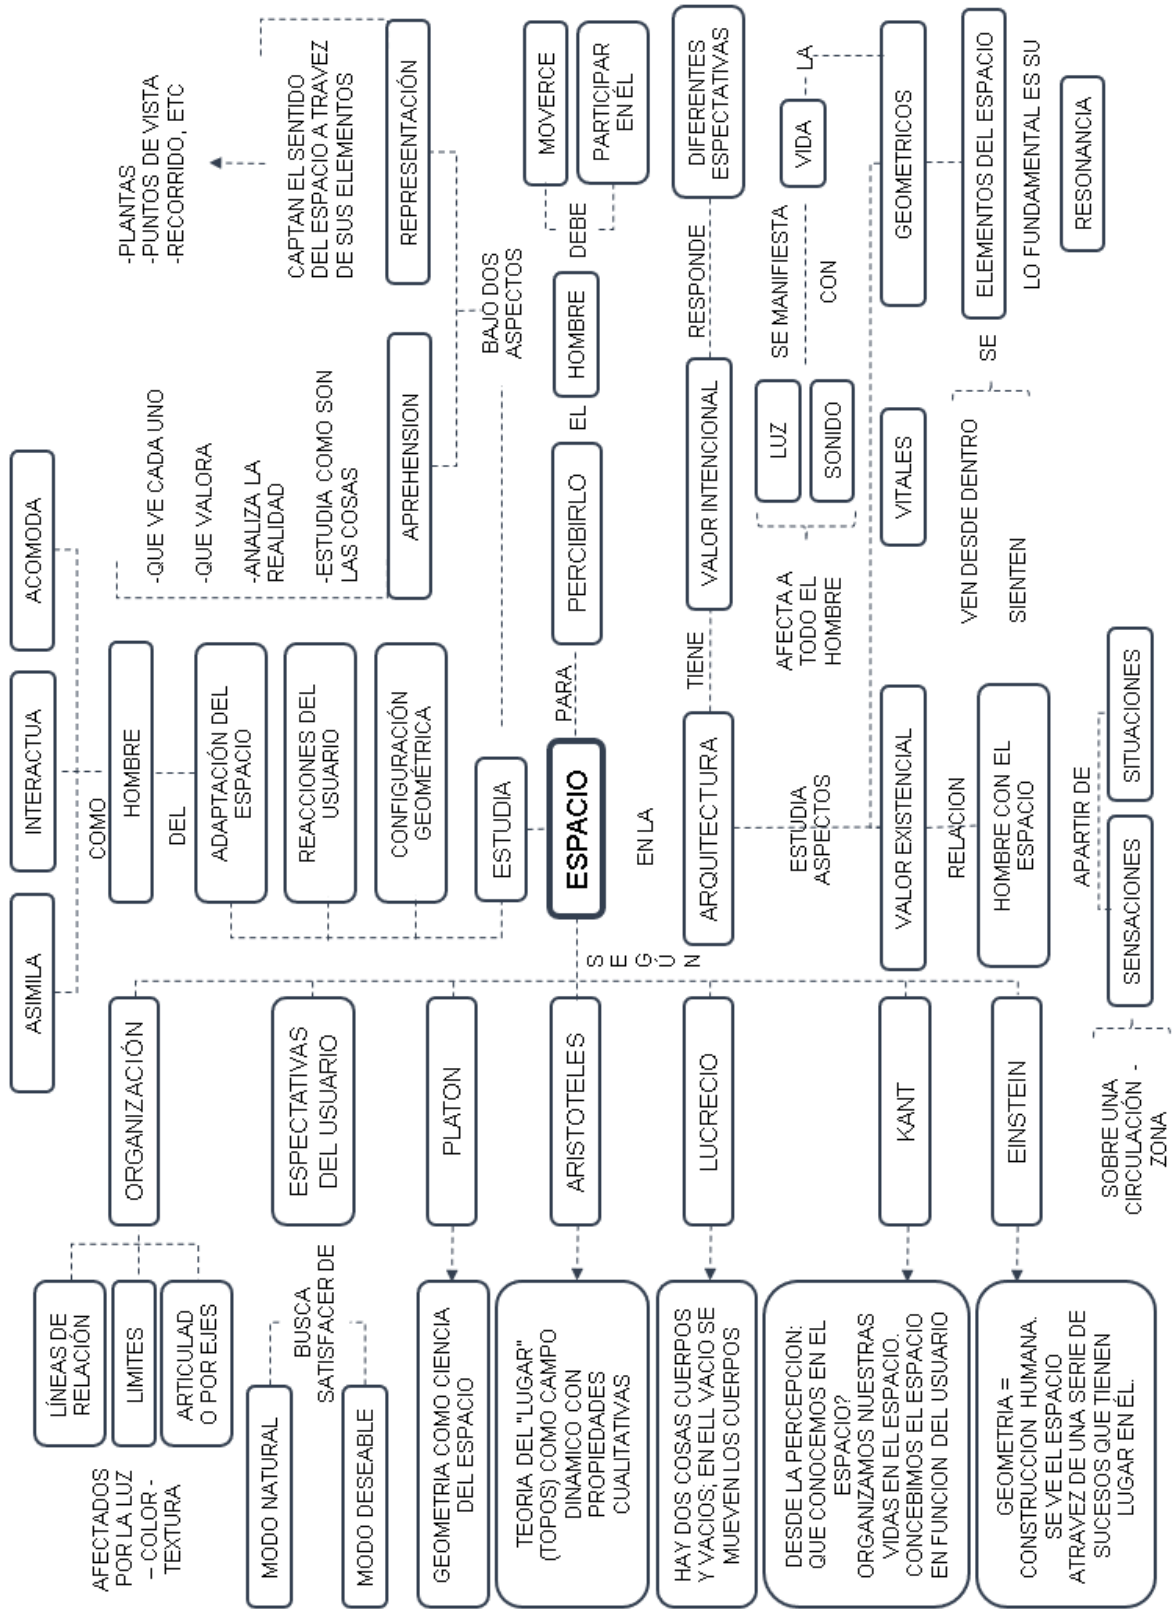 ASIMILA
INTERACTUA
ACOMODA
COMO
HOMBRE
DEL
ADAPTACIÓN DEL
ESPACIO
REACCIONES DEL
USUARIO
CONFIGURACIÓN
GEOMÉTRICA
ESTUDIA
-QUE VE CADA UNO
-QUE VALORA
-ANALIZA LA
REALIDAD
-ESTUDIA COMO SON
LAS COSAS
APREHENSION
-PLANTAS
-PUNTOS DE VISTA
-RECORRIDO, ETC
CAPTAN EL SENTIDO
DEL ESPACIO A TRAVEZ
DE SUS ELEMENTOS
REPRESENTACIÓN
BAJO DOS
ASPECTOS
LÍNEAS DE
RELACIÓN
LIMITES
ARTICULAD
O POR EJES
AFECTADOS
POR LA LUZ
– COLOR -
TEXTURA
ORGANIZACIÓN
ESPECTATIVAS
DEL USUARIO
BUSCA
SATISFACER DE
MODO NATURAL
MODO DESEABLE
PLATON
GEOMETRIA COMO CIENCIA
DEL ESPACIO
ARISTOTELES
TEORIA DEL "LUGAR"
(TOPOS) COMO CAMPO
DINAMICO CON
PROPIEDADES
CUALITATIVAS
LUCRECIO
HAY DOS COSAS CUERPOS
Y VACIOS; EN ELL VACIO SE
MUEVEN LOS CUERPOS
KANT
DESDE LA PERCEPCION:
QUE CONOCEMOS EN EL
ESPACIO?
ORGANIZAMOS NUESTRAS
VIDAS EN EL ESPACIO.
CONCEBIMOS EL ESPACIO
EN FUNCION DEL USUARIO
EINSTEIN
GEOMETRIA =
CONSTRUCCION HUMANA.
SE VE EL ESPACIO
ATRAVEZ DE UNA SERIE DE
SUCESOS QUE TIENEN
LUGAR EN ÉL.
SEGÚN
ESPACIO
PARA
PERCIBIRLO
EL
HOMBRE
DEBE
MOVERCE
PARTICIPAR
EN ÉL
EN LA
ARQUITECTURA
TIENE
VALOR INTENCIONAL
RESPONDE
DIFERENTES
ESPECTATIVAS
ESTUDIA
ASPECTOS
AFECTA A
TODO EL
HOMBRE
LUZ
SONIDO
SE MANIFIESTA
CON
VIDA
LA
VALOR EXISTENCIAL
VITALES
GEOMETRICOS
RELACION
HOMBRE CON EL
ESPACIO
VEN DESDE DENTRO
SIENTEN
SE
ELEMENTOS DEL ESPACIO
LO FUNDAMENTAL ES SU
RESONANCIA
APARTIR DE
SENSACIONES
SITUACIONES
SOBRE UNA
CIRCULACIÓN -
ZONA